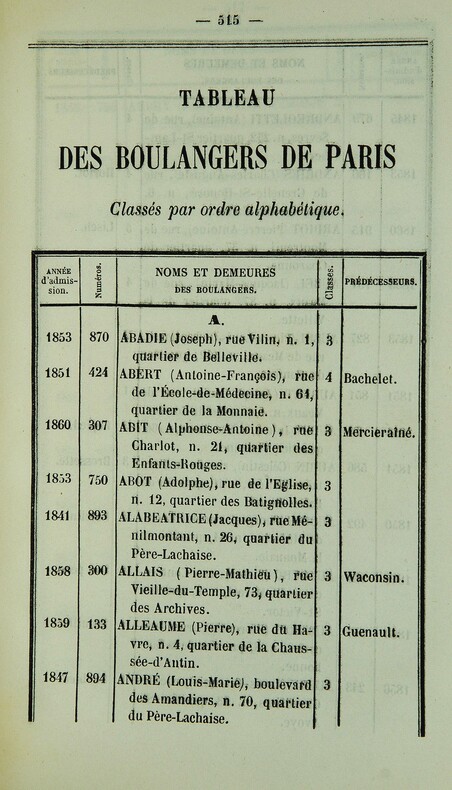 — 515 —
TABLEAU
DES BOULANGERS DE PARIS
Classés par ordre alphabétique.
ANNÉE d'admission. Numéros. NOMS ET DEMEURES DES BOULANGERS. Classes. PRÉDÉCESSEURS.
A.
1853 870 ABADIE (Joseph), rue Vilin, n. 1, 3
quartier de Belleville.
1851 424 ABERT (Antoine-François), rue 4 Bachelet.
de l'École-de-Médecine, n. 61,
quartier de la Monnaie.
1860 307 ABIT (Alphonse-Antoine), rue 3 Mercier aîné.
Charlot, n. 21, quartier des
Enfants-Rouges.
1853 750 ABOT (Adolphe), rue de l'Eglise, 3
n. 12, quartier des Batignolles.
1841 893 ALABEATRICE (Jacques), rue Mé- 3
nilmontant, n. 26, quartier du
Père-Lachaise.
1858 300 ALLAIS (Pierre-Mathieu), rue 3 Waconsin.
Vieille-du-Temple, 73, quartier
des Archives.
1859 133 ALLEAUME (Pierre), rue du Ha- 3 Guenault.
vre, n. 4, quartier de la Chaus-
sée-d'Antin.
1847 894 ANDRÉ (Louis-Marie), boulevard 3
des Amandiers, n. 70, quartier
du Père-Lachaise.